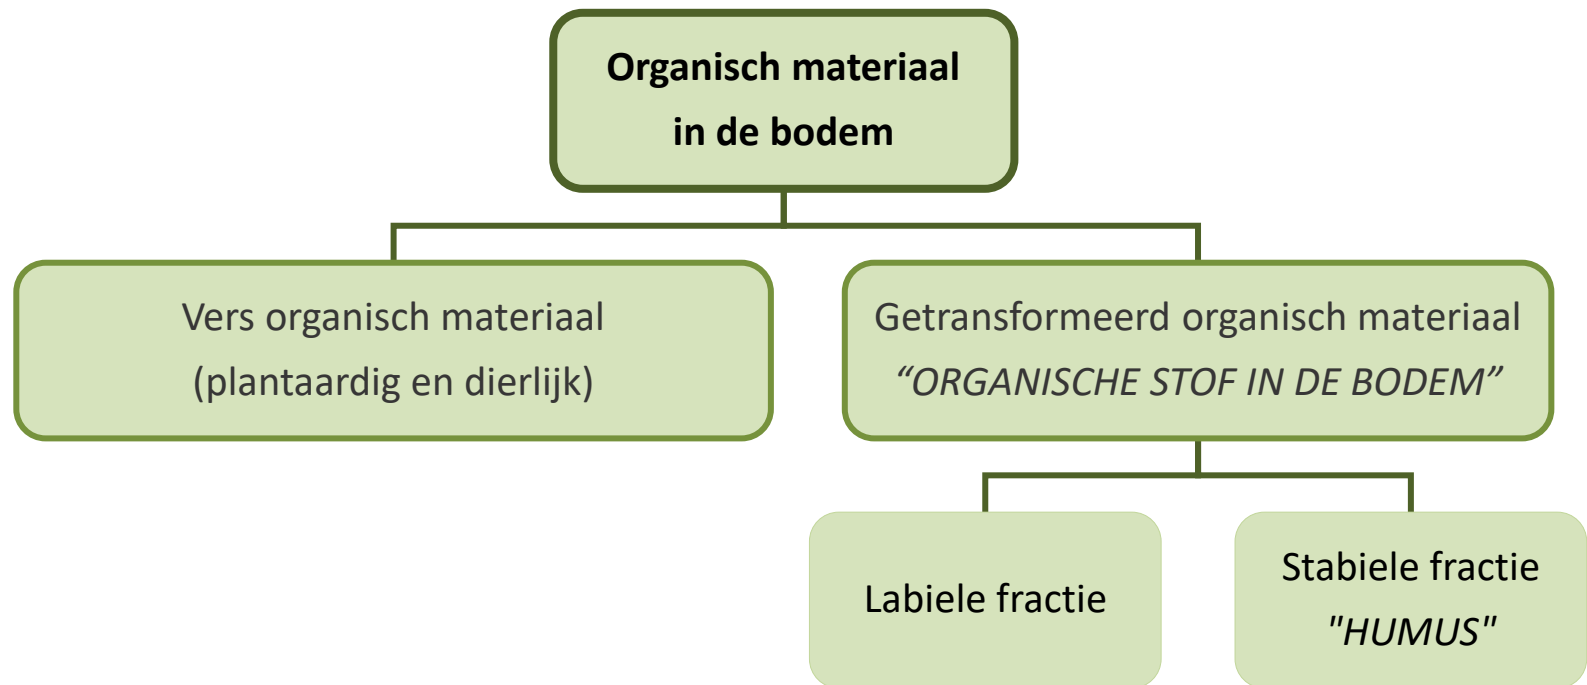 Organisch materiaal
in de bodem
Vers organisch materiaal
(plantaardig en dierlijk)
Getransformeerd organisch materiaal
“ORGANISCHE STOF IN DE BODEM”
Labiele fractie
Stabiele fractie
"HUMUS"